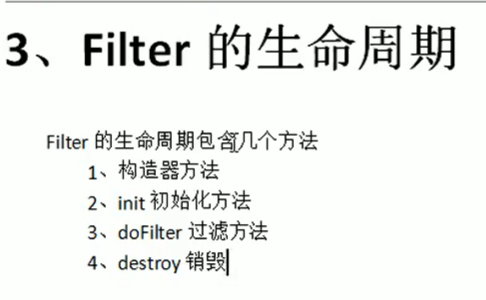 3、Filter 的生命周期
Filter 的生命周期包含几个方法
1、构造器方法
2、init 初始化方法
3、doFilter 过滤方法
4、destroy 销毁